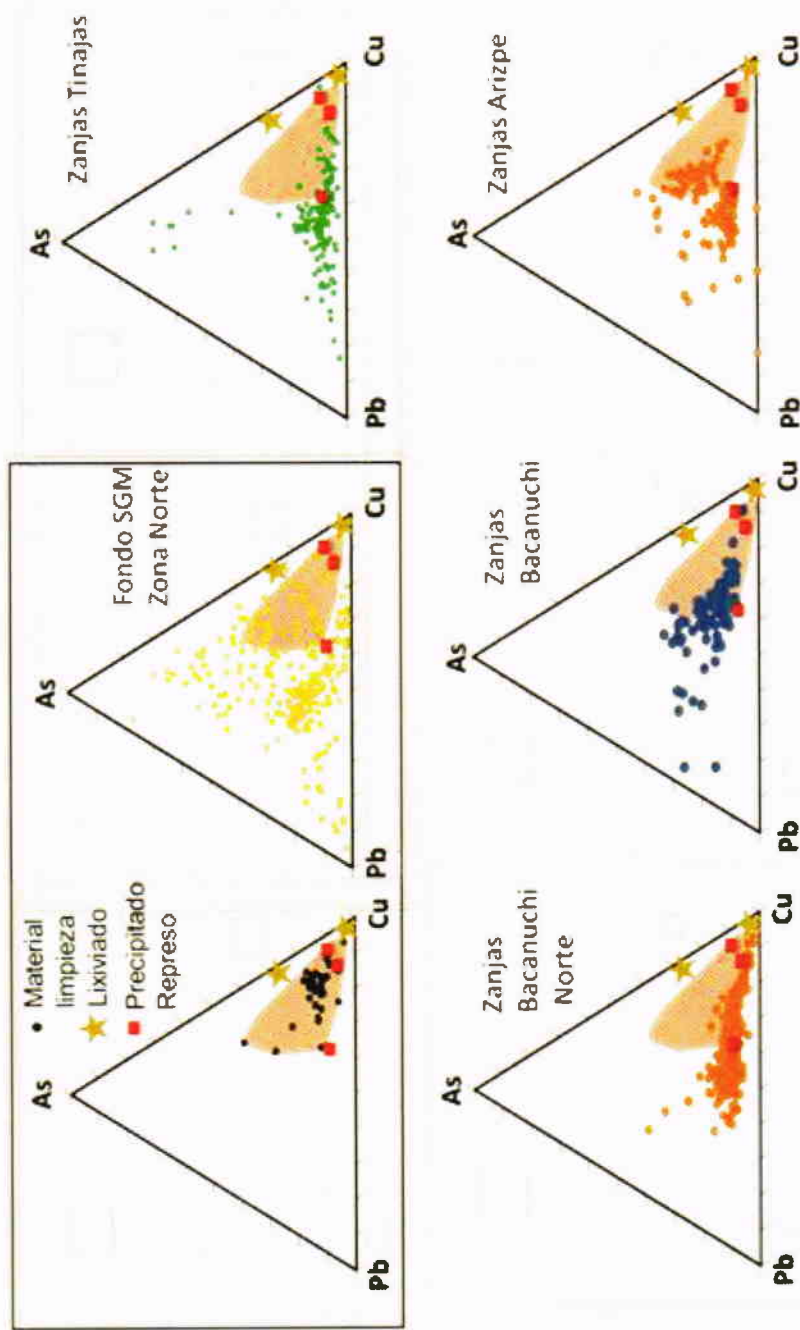 As
• Material
limpieza
Lixiviado
Precipitado
Represo
Pb
Cu
As
Fondo SGM
Zona Norte
Pb
Cu
As
Zanjas Tinajas
Pb
Cu
As
Zanjas
Bacanuchi
Norte
Pb
Cu
As
Zanjas
Bacanuchi
Pb
Cu
As
Zanjas Arizpe
Pb
Cu